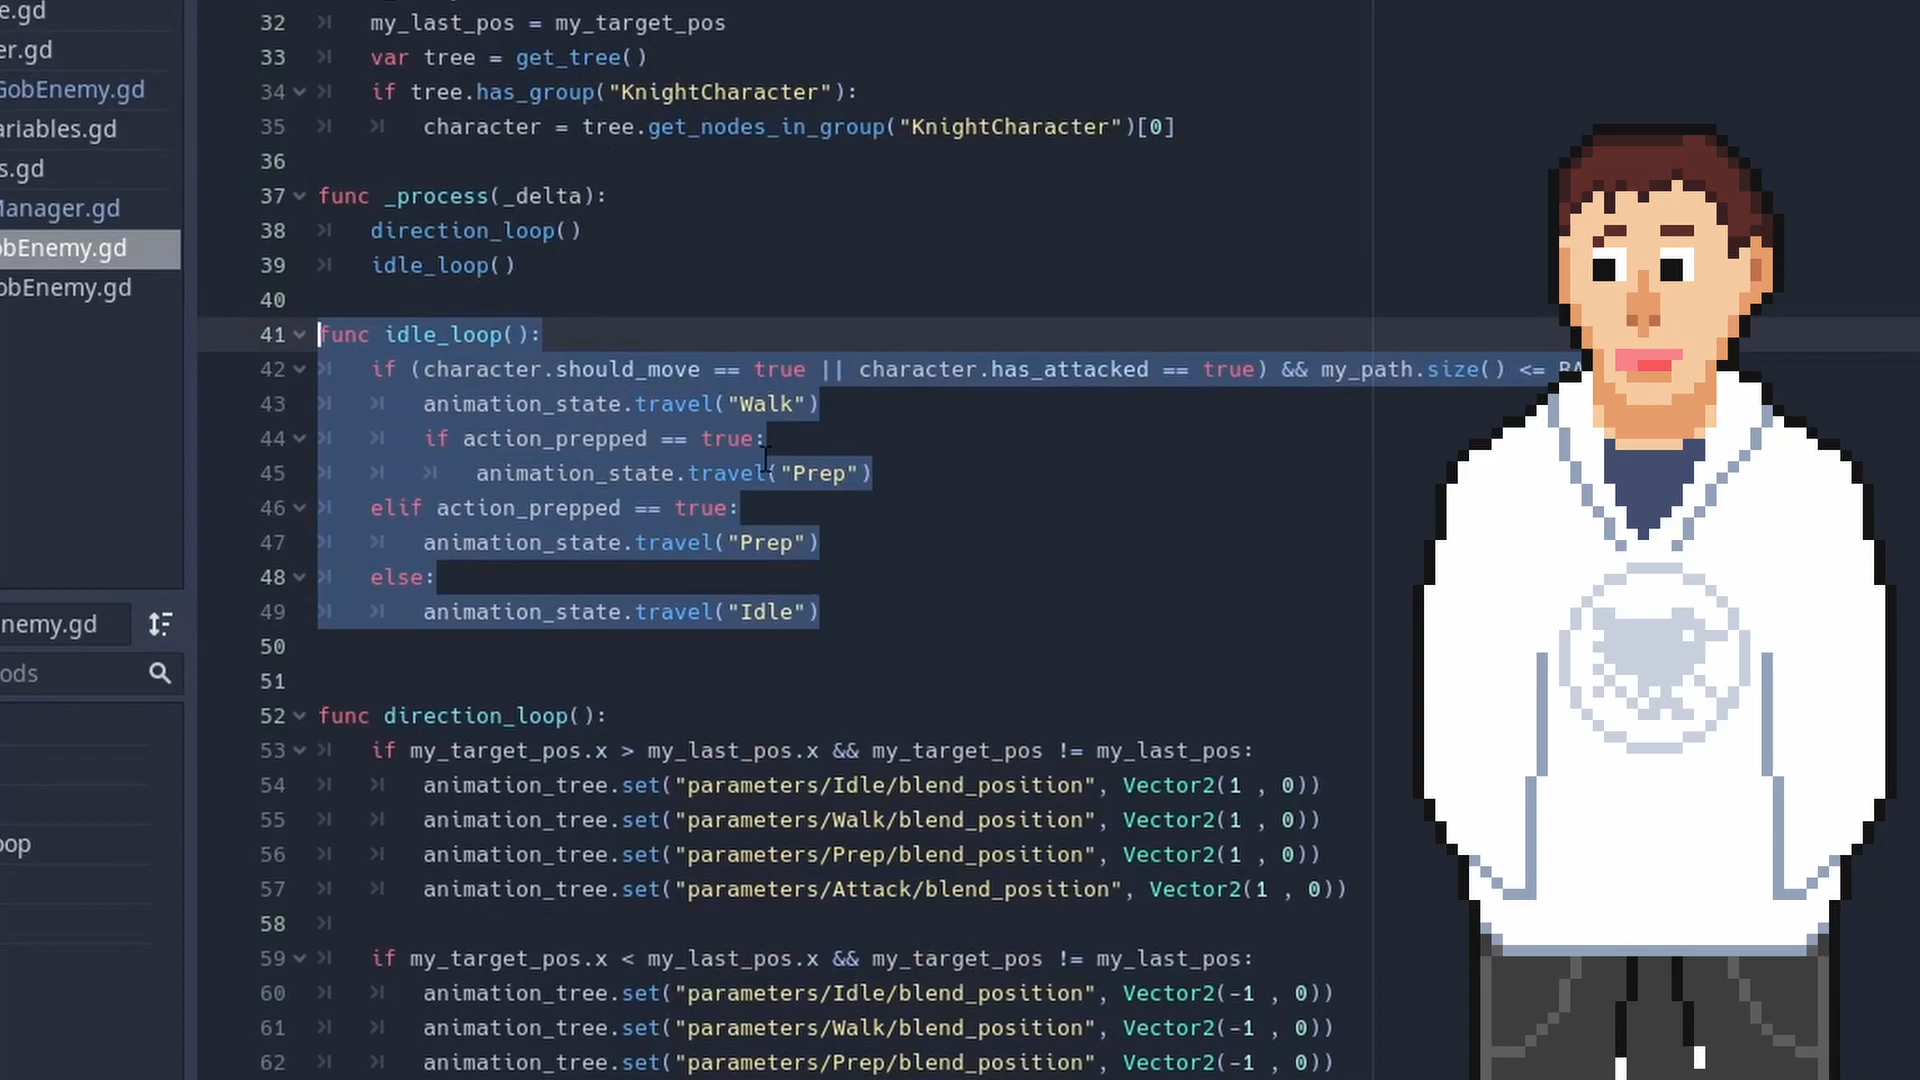 e.gd
er.gd
GobEnemy.gd
ariables.gd
s.gd
Manager.gd
obEnemy.gd
obEnemy.gd
nemy.gd
ods
oop
32 my_last_pos = my_target_pos
33 var tree = get_tree()
34 if tree.has_group("KnightCharacter"):
35 character = tree.get_nodes_in_group("KnightCharacter")[0]
36
37 func _process(_delta):
38 direction_loop()
39 idle_loop()
40
41 func idle_loop():
42 if (character.should_move == true || character.has_attacked == true) && my_path.size() <= BA
43 animation_state.travel("Walk")
44 if action_prepped == true:
45 animation_state.travel("Prep")
46 elif action_prepped == true:
47 animation_state.travel("Prep")
48 else:
49 animation_state.travel("Idle")
50
51
52 func direction_loop():
53 if my_target_pos.x > my_last_pos.x && my_target_pos != my_last_pos:
54 animation_tree.set("parameters/Idle/blend_position", Vector2(1 , 0))
55 animation_tree.set("parameters/Walk/blend_position", Vector2(1 , 0))
56 animation_tree.set("parameters/Prep/blend_position", Vector2(1 , 0))
57 animation_tree.set("parameters/Attack/blend_position", Vector2(1 , 0))
58
59 if my_target_pos.x < my_last_pos.x && my_target_pos != my_last_pos:
60 animation_tree.set("parameters/Idle/blend_position", Vector2(-1 , 0))
61 animation_tree.set("parameters/Walk/blend_position", Vector2(-1 , 0))
62 animation_tree.set("parameters/Prep/blend_position", Vector2(-1 , 0))